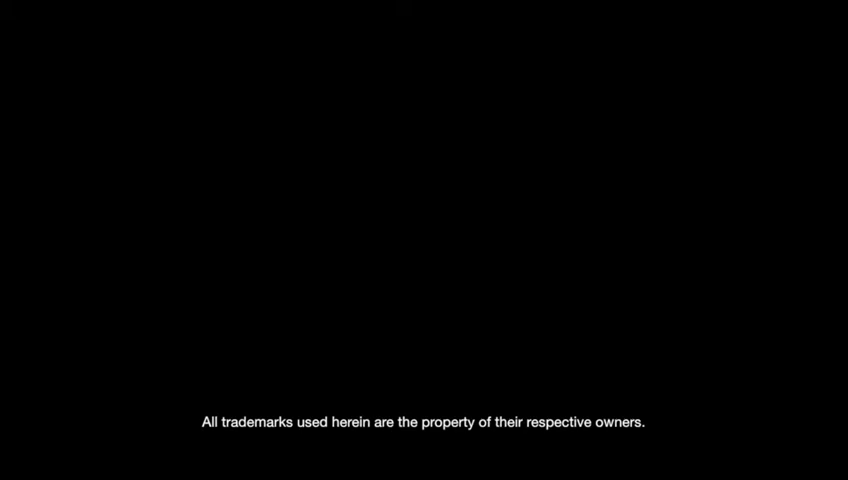 All trademarks used herein are the property of their respective owners.